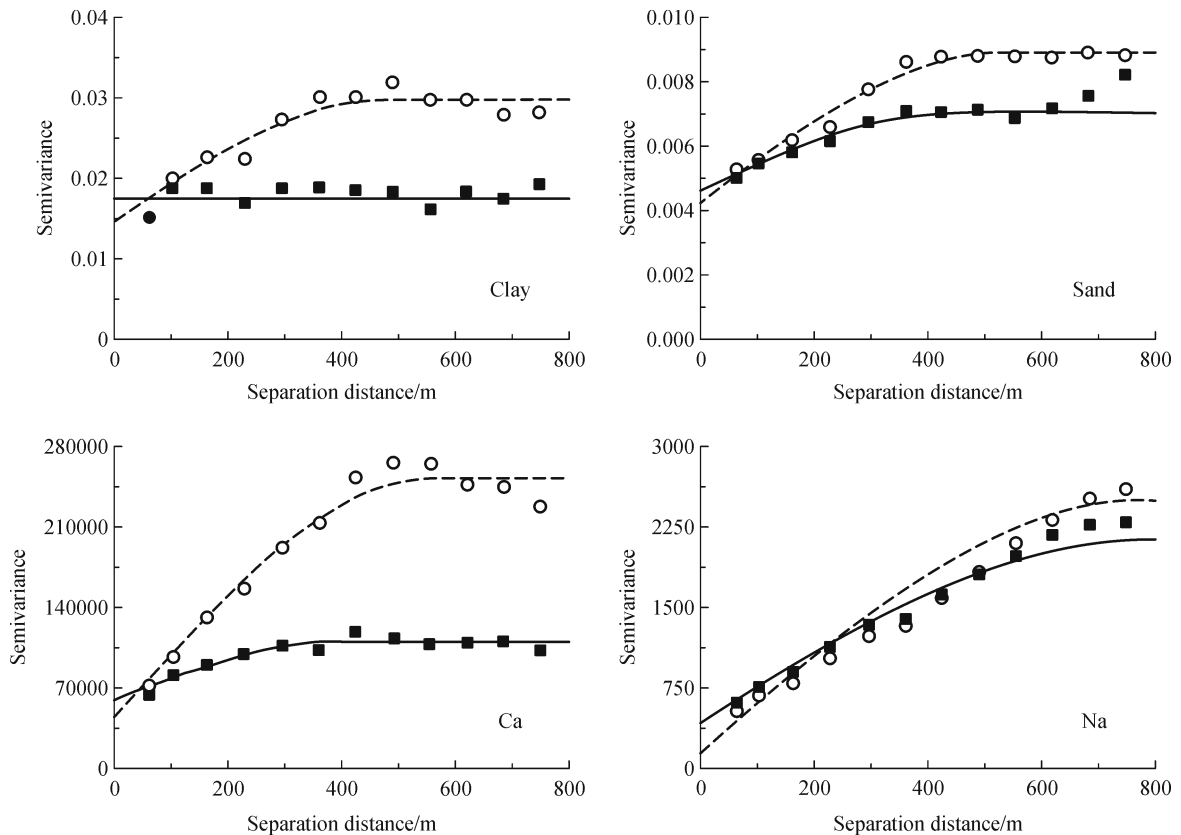 0.04
0.03
0.02
0.01
0
Semivariance
Clay
0 200 400 600 800
Separation distance/m
0.010
0.008
0.006
0.004
0.002
0.000
Semivariance
Sand
0 200 400 600 800
Separation distance/m
280000
210000
140000
70000
0
Semivariance
Ca
0 200 400 600 800
Separation distance/m
3000
2250
1500
750
0
Semivariance
Na
0 200 400 600 800
Separation distance/m